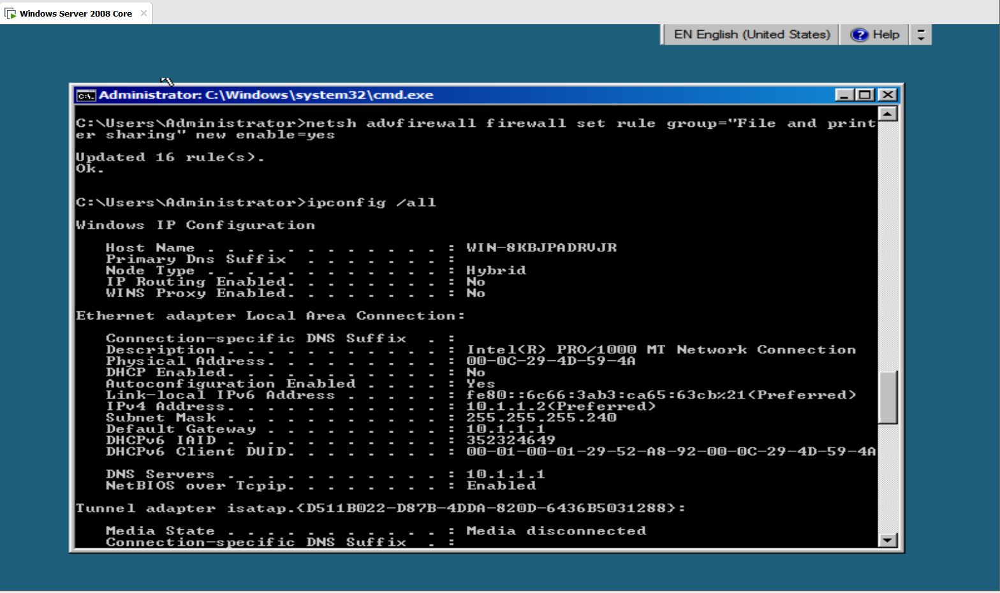 Windows Server 2008 Core
EN English (United States)
Help
Administrator: C:\Windows\system32\cmd.exe
C:\Users\Administrator>netsh advfirewall firewall set rule group="File and print
er sharing" new enable=yes
Updated 16 rule(s).
Ok.
C:\Users\Administrator>ipconfig /all
Windows IP Configuration
Host Name . . . . . . . . . . . . : WIN-8KBJPADRVJR
Primary Dns Suffix  . . . . . . . :
Node Type . . . . . . . . . . . . : Hybrid
IP Routing Enabled. . . . . . . . : No
WINS Proxy Enabled. . . . . . . . : No
Ethernet adapter Local Area Connection:
Connection-specific DNS Suffix  . :
Description . . . . . . . . . . . : Intel(R) PRO/1000 MT Network Connection
Physical Address. . . . . . . . . : 00-0C-29-4D-59-4A
DHCP Enabled. . . . . . . . . . . : No
Autoconfiguration Enabled . . . . : Yes
Link-local IPv6 Address . . . . . : fe80::6c66:3ab3:ca65:63cb%21(Preferred)
IPv4 Address. . . . . . . . . . . : 10.1.1.2(Preferred)
Subnet Mask . . . . . . . . . . . : 255.255.255.240
Default Gateway . . . . . . . . . : 10.1.1.1
DHCPv6 IAID . . . . . . . . . . . : 352324649
DHCPv6 Client DUID. . . . . . . . : 00-01-00-01-29-52-A8-92-00-0C-29-4D-59-4A
DNS Servers . . . . . . . . . . . : 10.1.1.1
NetBIOS over Tcpip. . . . . . . . : Enabled
Tunnel adapter isatap.{D511B022-D87B-4DDA-820D-6436B5031288}:
Media State . . . . . . . . . . . : Media disconnected
Connection-specific DNS Suffix  . :